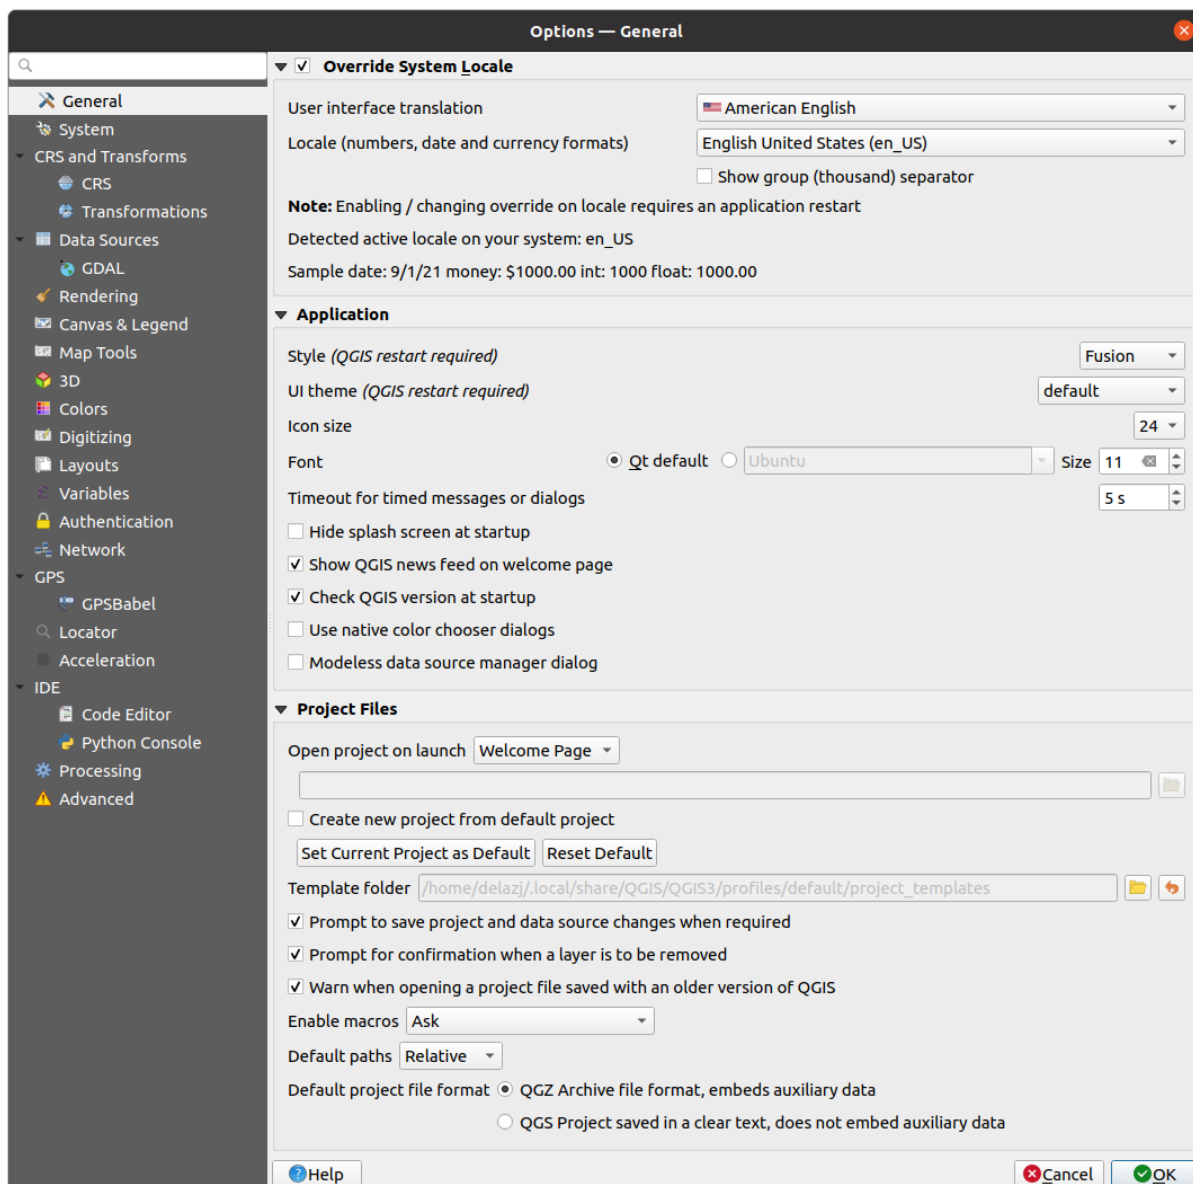 Options — General
General
System
CRS and Transforms
CRS
Transformations
Data Sources
GDAL
Rendering
Canvas & Legend
Map Tools
3D
Colors
Digitizing
Layouts
Variables
Authentication
Network
GPS
GPSBabel
Locator
Acceleration
IDE
Code Editor
Python Console
Processing
Advanced
Override System Locale
User interface translation American English
Locale (numbers, date and currency formats) English United States (en_US)
Show group (thousand) separator
Note: Enabling / changing override on locale requires an application restart
Detected active locale on your system: en_US
Sample date: 9/1/21 money: $1000.00 int: 1000 float: 1000.00
Application
Style (QGIS restart required) Fusion
UI theme (QGIS restart required) default
Icon size 24
Font Qt default Ubuntu Size 11
Timeout for timed messages or dialogs 5 s
Hide splash screen at startup
Show QGIS news feed on welcome page
Check QGIS version at startup
Use native color chooser dialogs
Modeless data source manager dialog
Project Files
Open project on launch Welcome Page
Create new project from default project
Set Current Project as Default Reset Default
Template folder /home/delazj/.local/share/QGIS/QGIS3/profiles/default/project_templates
Prompt to save project and data source changes when required
Prompt for confirmation when a layer is to be removed
Warn when opening a project file saved with an older version of QGIS
Enable macros Ask
Default paths Relative
Default project file format QGZ Archive file format, embeds auxiliary data
QGS Project saved in a clear text, does not embed auxiliary data
Help Cancel OK